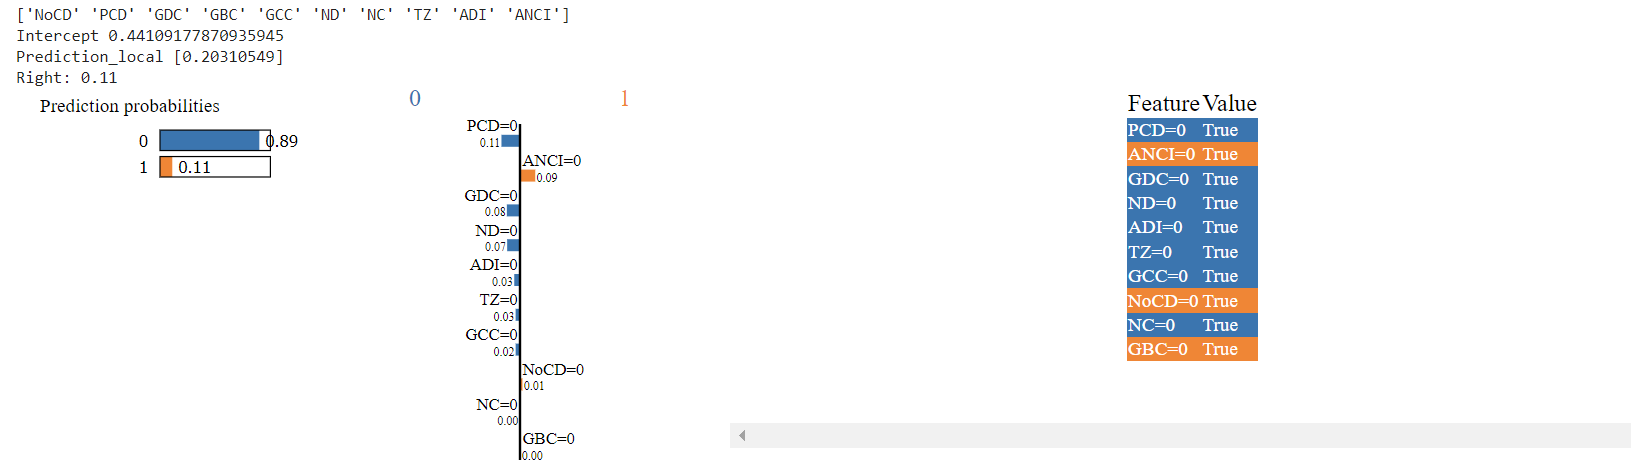 ['NoCD' 'PCD' 'GDC' 'GBC' 'GCC' 'ND' 'NC' 'TZ' 'ADI' 'ANCI']
Intercept 0.44109177870935945
Prediction_local [0.20310549]
Right: 0.11
Prediction probabilities
0 0.89
1 0.11
0 1
PCD=0
0.11
ANCI=0
0.09
GDC=0
0.08
ND=0
0.07
ADI=0
0.03
TZ=0
0.03
GCC=0
0.02
NoCD=0
0.01
NC=0
0.00
GBC=0
0.00
Feature Value
PCD=0 True
ANCI=0 True
GDC=0 True
ND=0 True
ADI=0 True
TZ=0 True
GCC=0 True
NoCD=0 True
NC=0 True
GBC=0 True